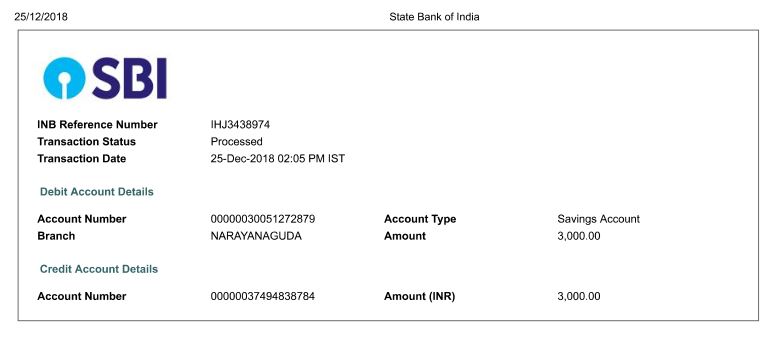 25/12/2018 State Bank of India
SBI
INB Reference Number IHJ3438974
Transaction Status Processed
Transaction Date 25-Dec-2018 02:05 PM IST
Debit Account Details
Account Number 00000030051272879 Account Type Savings Account
Branch NARAYANAGUDA Amount 3,000.00
Credit Account Details
Account Number 00000037494838784 Amount (INR) 3,000.00